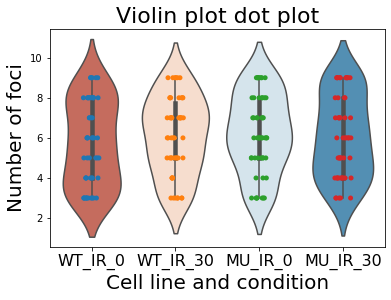 Violin plot dot plot
Number of foci
10
8
6
4
2
WT_IR_0 WT_IR_30 MU_IR_0 MU_IR_30
Cell line and condition